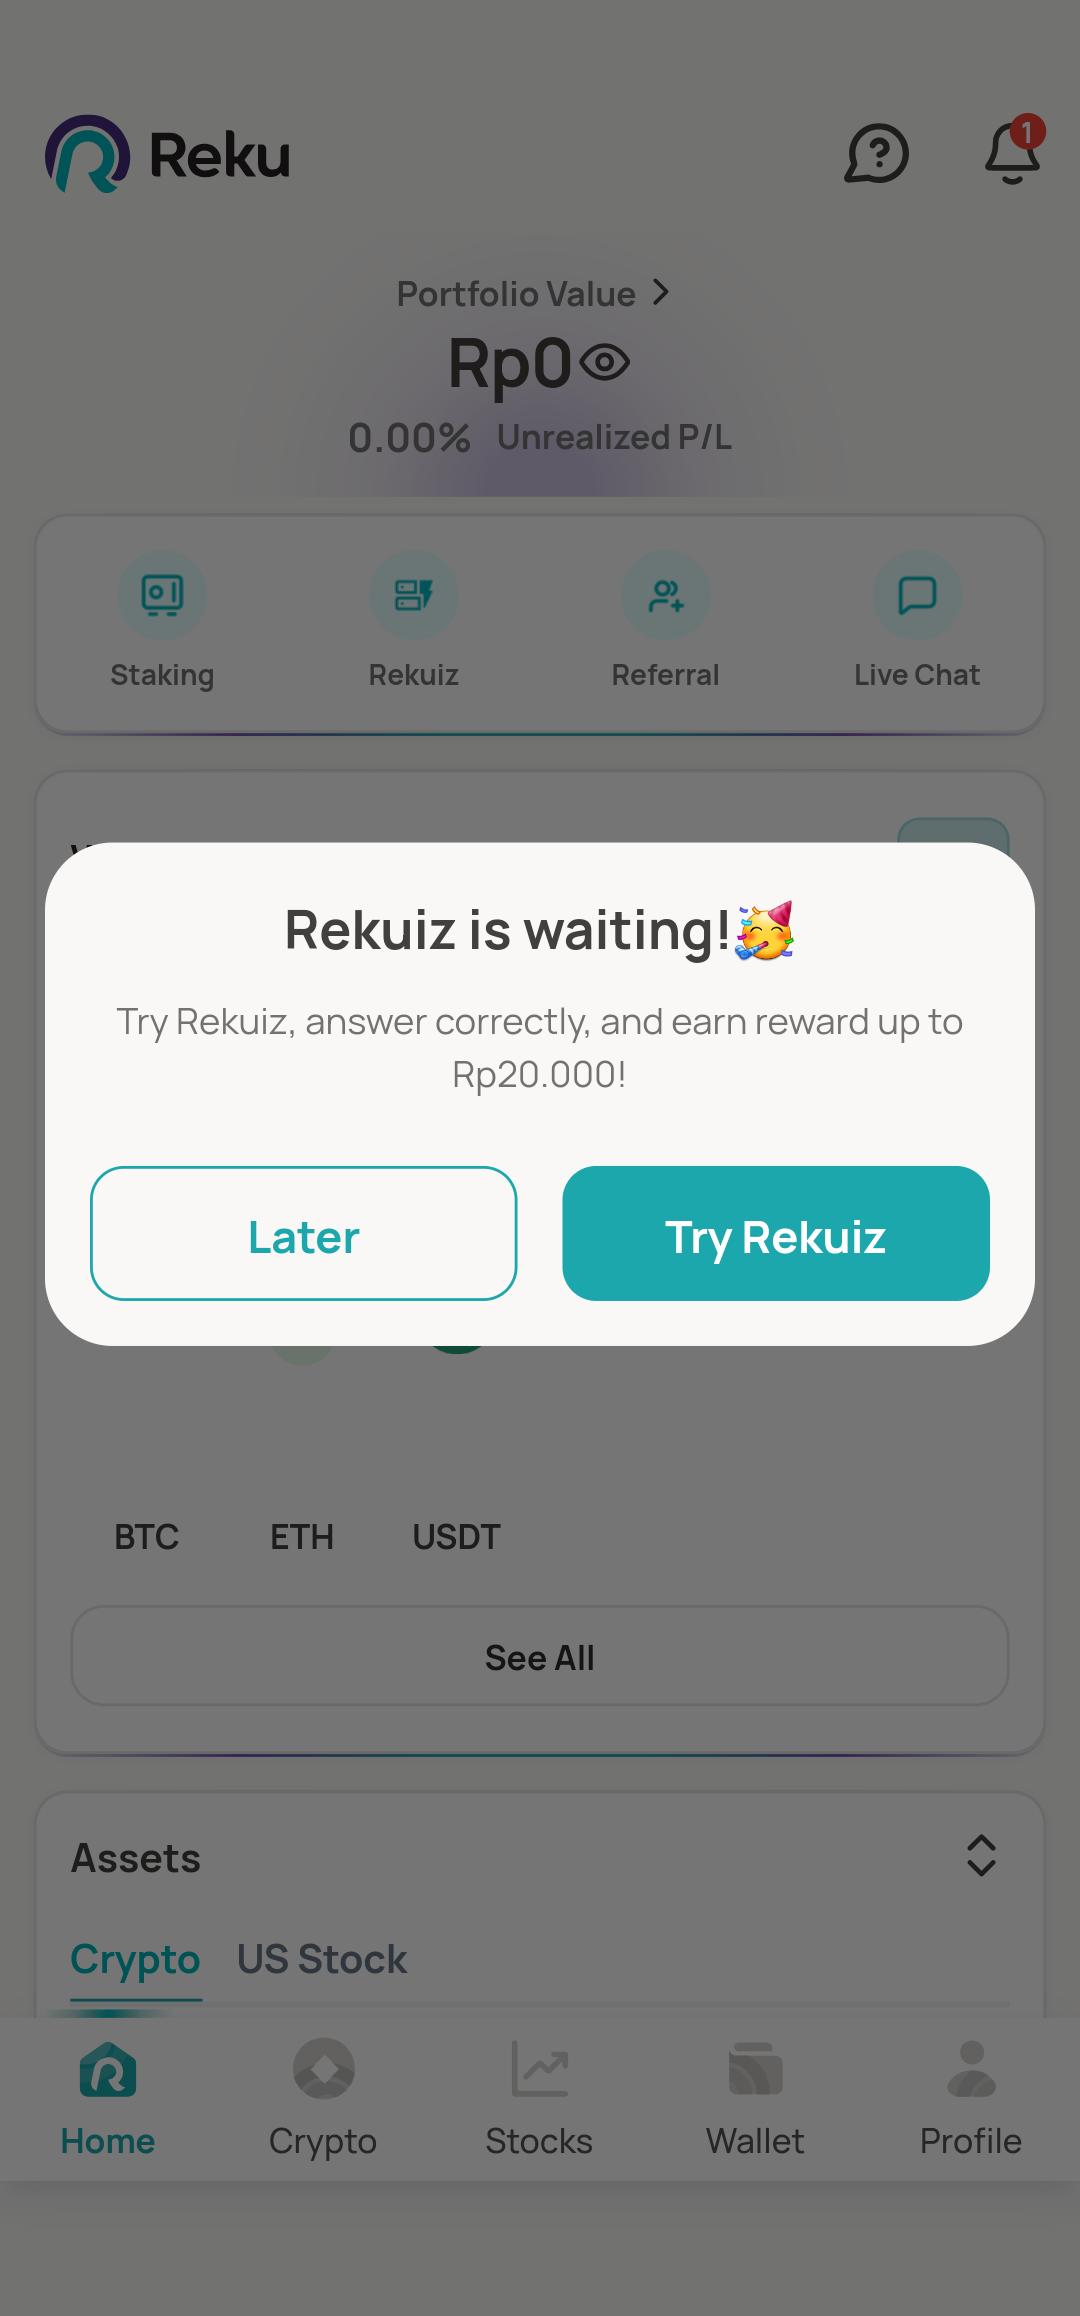 Reku
1
Portfolio Value
Rp0
0.00% Unrealized P/L
Staking Rekuiz Referral Live Chat
Rekuiz is waiting!🥳
Try Rekuiz, answer correctly, and earn reward up to
Rp20.000!
Later Try Rekuiz
BTC ETH USDT
See All
Assets
Crypto US Stock
Home Crypto Stocks Wallet Profile